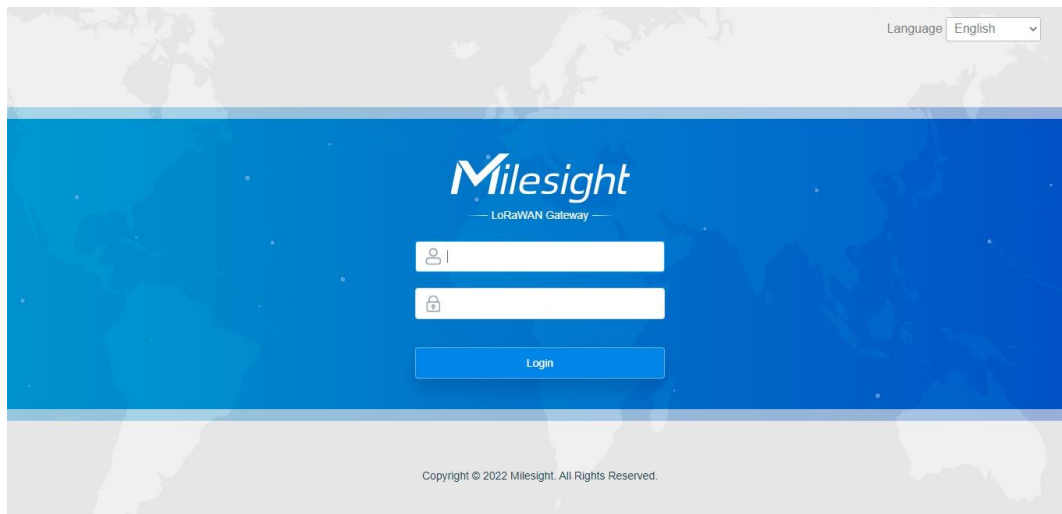 Language English
Milesight
LoRaWAN Gateway
Login
Copyright © 2022 Milesight. All Rights Reserved.